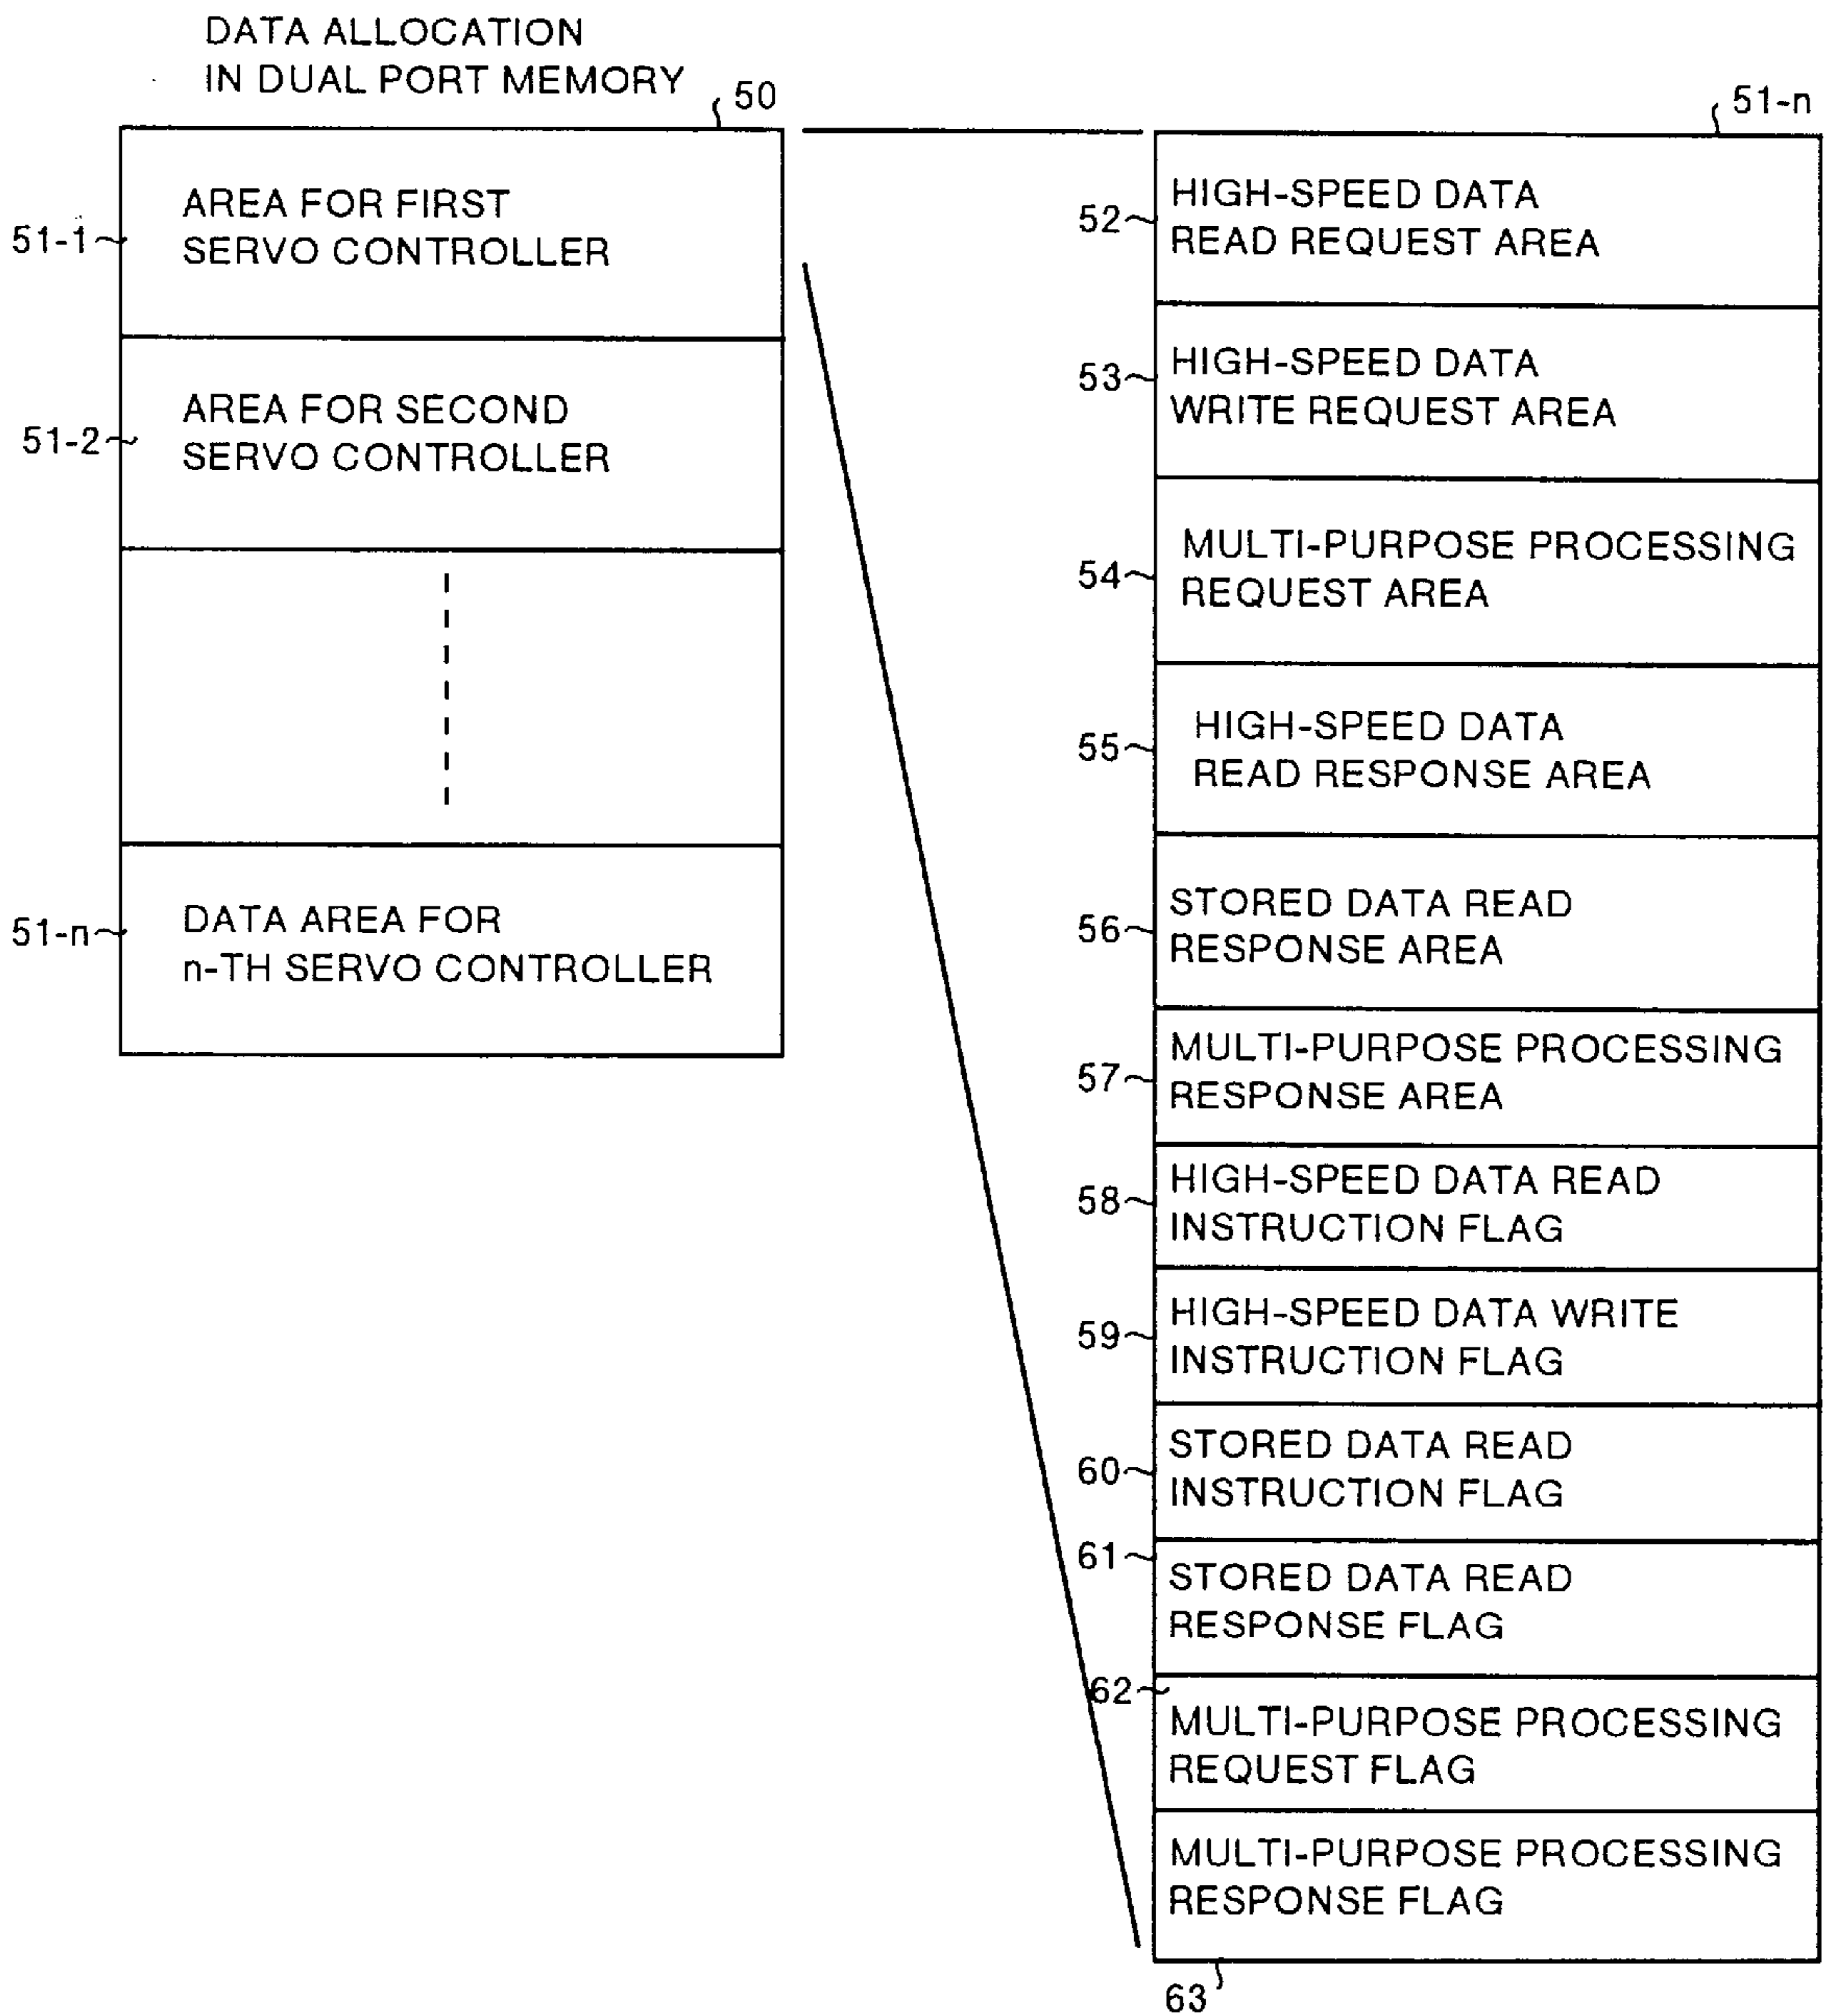 DATA ALLOCATION
IN DUAL PORT MEMORY
50
51-1
AREA FOR FIRST
SERVO CONTROLLER
51-2
AREA FOR SECOND
SERVO CONTROLLER
51-n
DATA AREA FOR
n-TH SERVO CONTROLLER
51-n
52
HIGH-SPEED DATA
READ REQUEST AREA
53
HIGH-SPEED DATA
WRITE REQUEST AREA
54
MULTI-PURPOSE PROCESSING
REQUEST AREA
55
HIGH-SPEED DATA
READ RESPONSE AREA
56
STORED DATA READ
RESPONSE AREA
57
MULTI-PURPOSE PROCESSING
RESPONSE AREA
58
HIGH-SPEED DATA READ
INSTRUCTION FLAG
59
HIGH-SPEED DATA WRITE
INSTRUCTION FLAG
60
STORED DATA READ
INSTRUCTION FLAG
61
STORED DATA READ
RESPONSE FLAG
62
MULTI-PURPOSE PROCESSING
REQUEST FLAG
MULTI-PURPOSE PROCESSING
RESPONSE FLAG
63